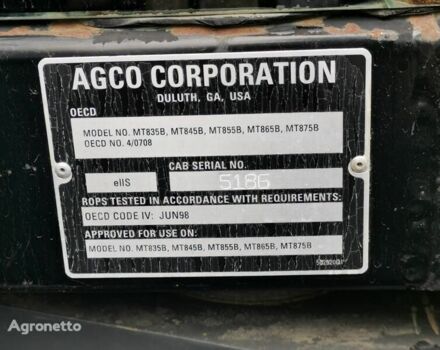 AGCO CORPORATION
DULUTH, GA, USA
OECD
MODEL NO. MT835B, MT845B, MT855B, MT865B, MT875B
OECD NO. 4/0708
CAB SERIAL NO.
eIIS
5186
ROPS TESTED IN ACCORDANCE WITH REQUIREMENTS:
OECD CODE IV: JUN98
APPROVED FOR USE ON:
MODEL NO. MT835B, MT845B, MT855B, MT865B, MT875B
Agronetto